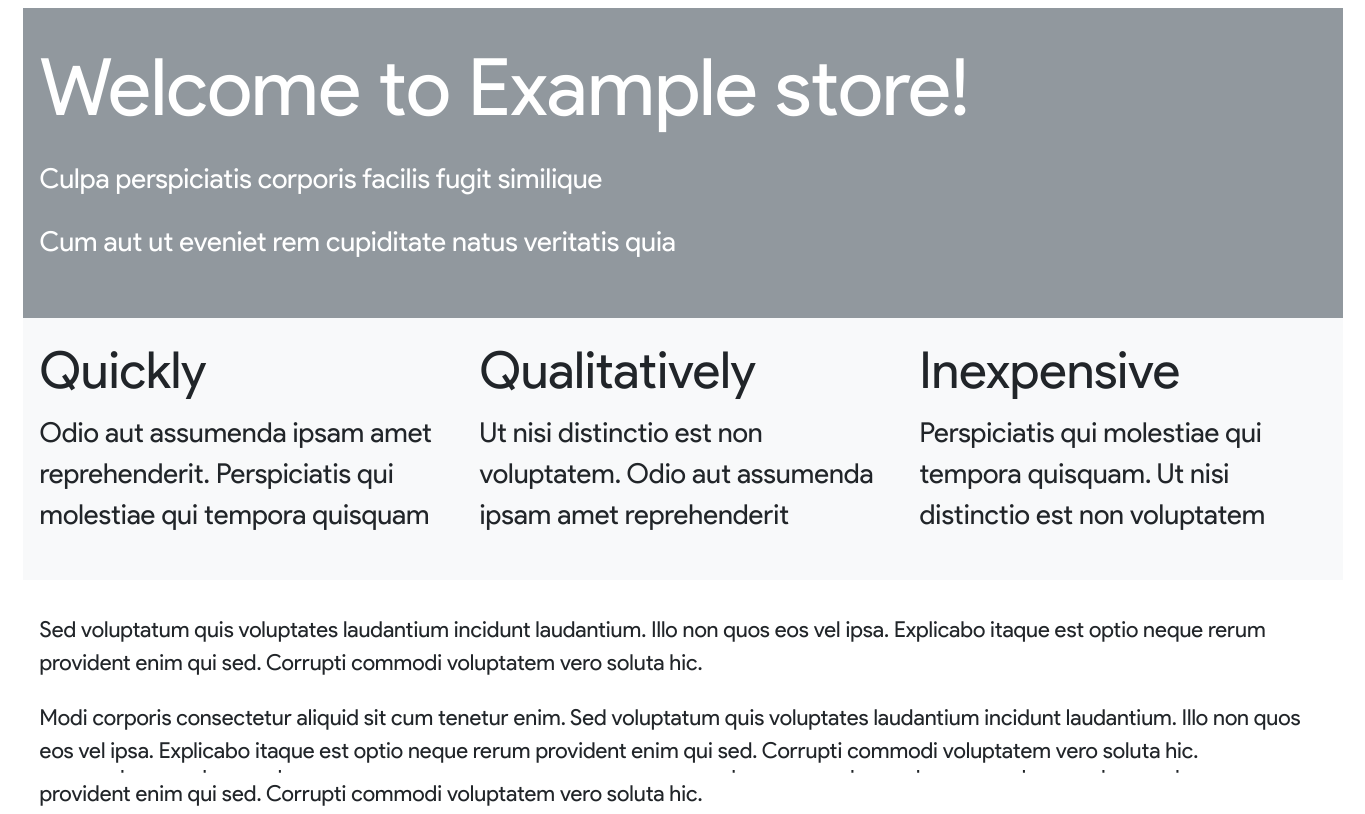 Welcome to Example store!
Culpa perspiciatis corporis facilis fugit similique
Cum aut ut eveniet rem cupiditate natus veritatis quia
Quickly
Odio aut assumenda ipsam amet
reprehenderit. Perspiciatis qui
molestiae qui tempora quisquam
Qualitatively
Ut nisi distinctio est non
voluptatem. Odio aut assumenda
ipsam amet reprehenderit
Inexpensive
Perspiciatis qui molestiae qui
tempora quisquam. Ut nisi
distinctio est non voluptatem
Sed voluptatum quis voluptates laudantium incidunt laudantium. Illo non quos eos vel ipsa. Explicabo itaque est optio neque rerum
provident enim qui sed. Corrupti commodi voluptatem vero soluta hic.
Modi corporis consectetur aliquid sit cum tenetur enim. Sed voluptatum quis voluptates laudantium incidunt laudantium. Illo non quos
eos vel ipsa. Explicabo itaque est optio neque rerum provident enim qui sed. Corrupti commodi voluptatem vero soluta hic.
provident enim qui sed. Corrupti commodi voluptatem vero soluta hic.